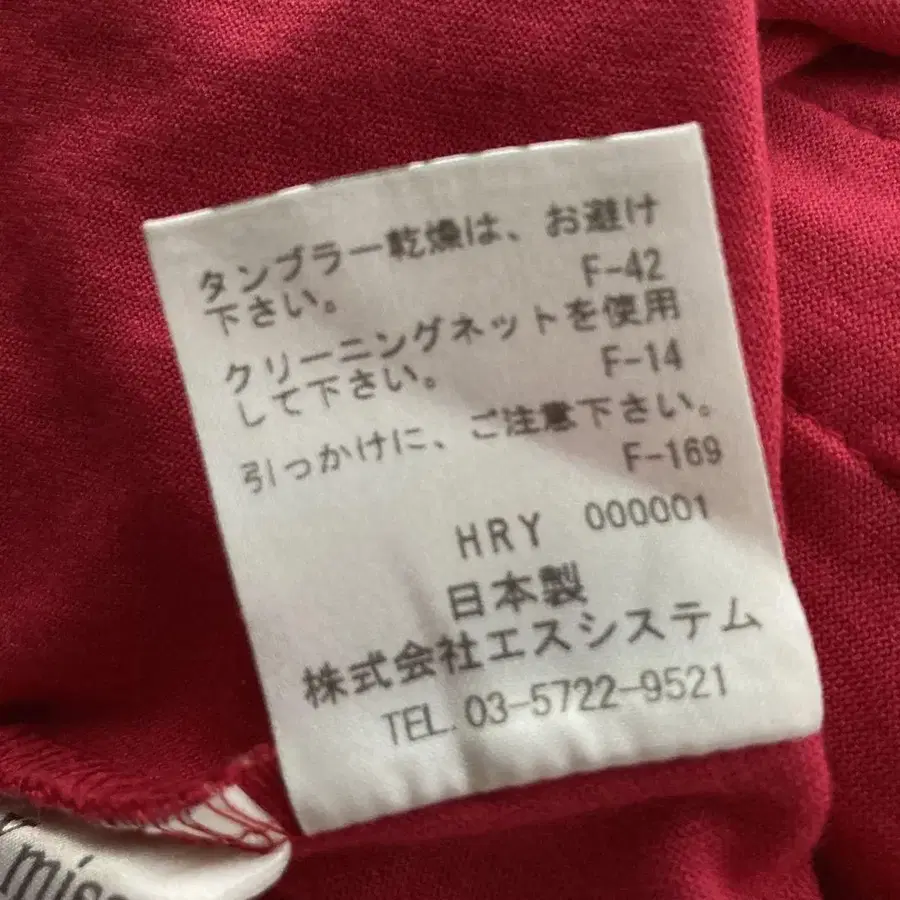 タンブラー乾燥は、お避け
下さい。 F-42
クリーニングネットを使用
して下さい。 F-14
引っかけに、ご注意下さい。
F-169
HRY 000001
日本製
株式会社エスシステム
TEL. 03-5722-9521